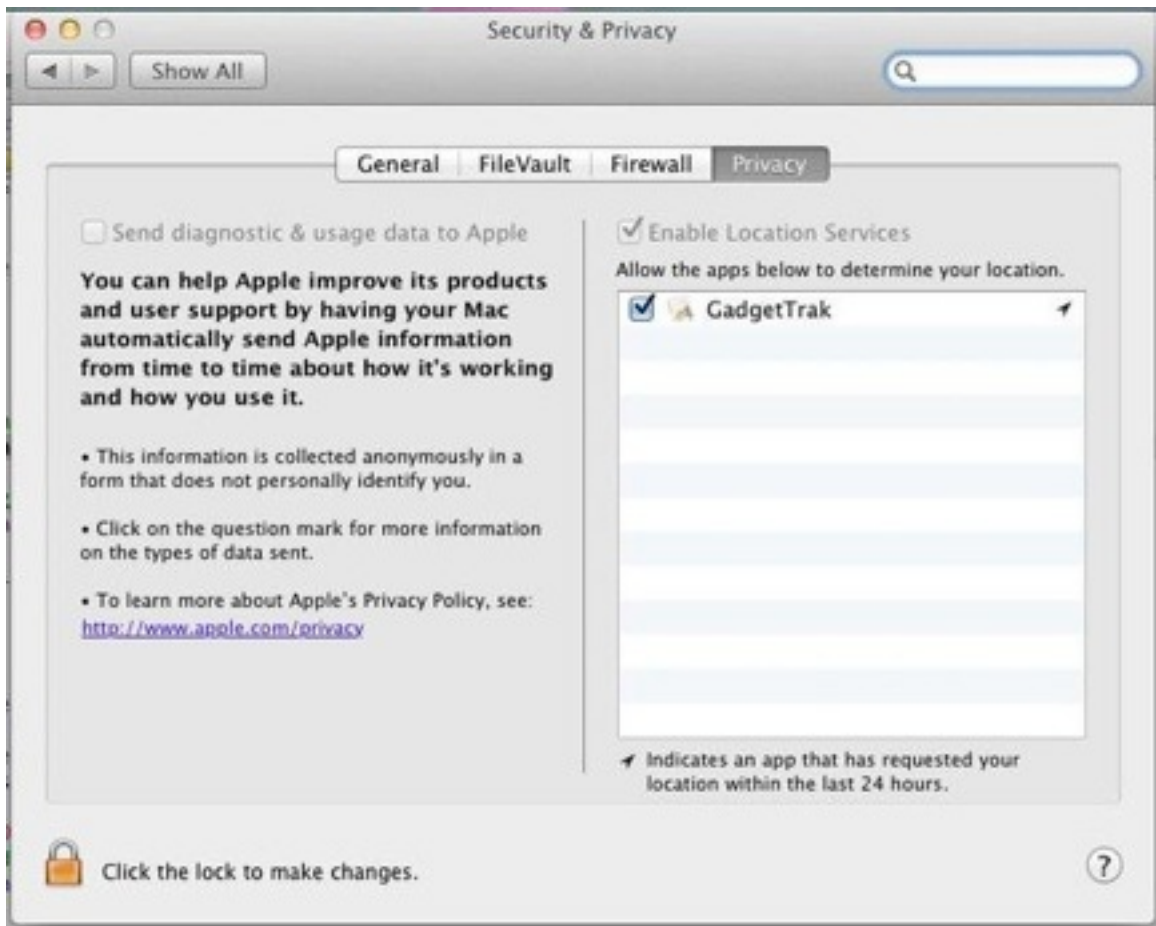 Security & Privacy
Show All
General FileVault Firewall Privacy
Send diagnostic & usage data to Apple
You can help Apple improve its products
and user support by having your Mac
automatically send Apple information
from time to time about how it's working
and how you use it.
• This information is collected anonymously in a
form that does not personally identify you.
• Click on the question mark for more information
on the types of data sent.
• To learn more about Apple's Privacy Policy, see:
http://www.apple.com/privacy
Enable Location Services
Allow the apps below to determine your location.
GadgetTrak
Indicates an app that has requested your
location within the last 24 hours.
Click the lock to make changes.
?